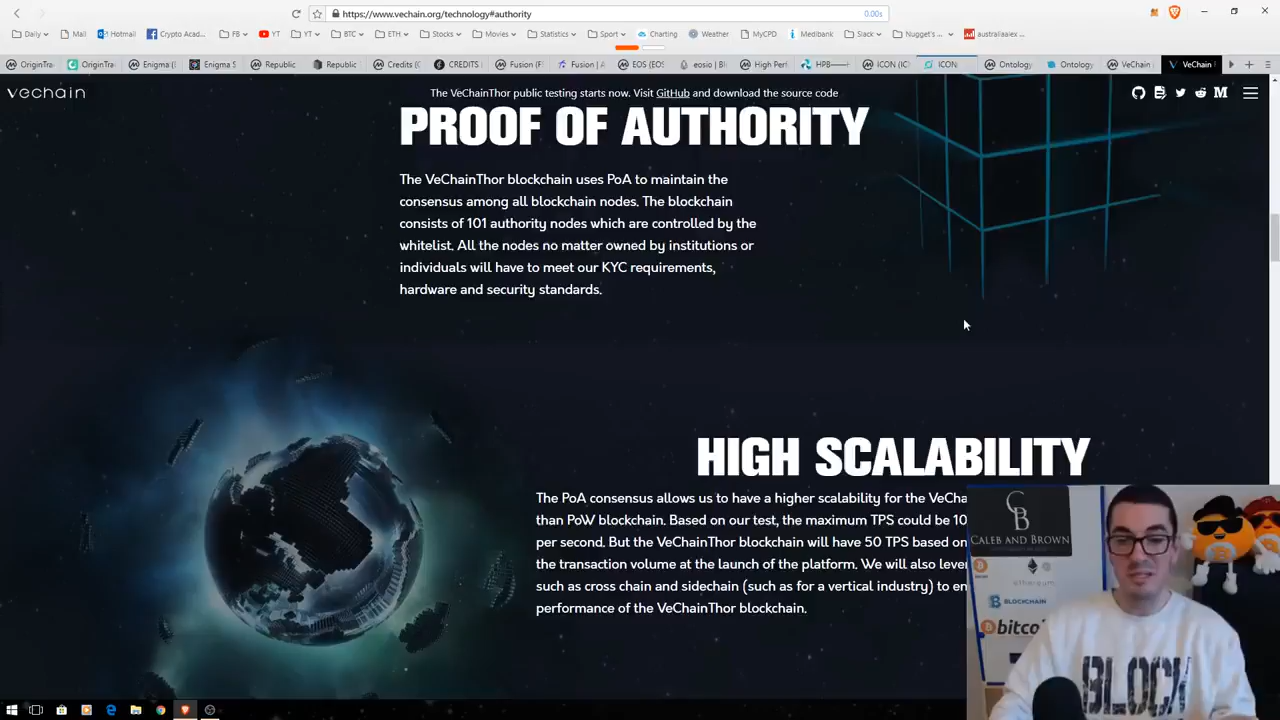 https://www.vechain.org/technology#authority
0.00s
Daily
Mail
Hotmail
Crypto Acad...
FB
YT
YT
BTC
ETH
Stocks
Movies
Statistics
Sport
Charting
Weather
MyCPD
Medibank
Slack
Nugget's...
australiaalex
OriginTra
OriginTra
Enigma (
Enigma S
Republic
Republic
Credits (C
CREDITS
Fusion (F
Fusion | A
EOS (EOS
eosio | Bl
High Perf
HPB——
ICON (IC
ICON
Ontology
Ontology
VeChain (
VeChain |
vechain
The VeChainThor public testing starts now. Visit GitHub and download the source code
PROOF OF AUTHORITY
The VeChainThor blockchain uses PoA to maintain the
consensus among all blockchain nodes. The blockchain
consists of 101 authority nodes which are controlled by the
whitelist. All the nodes no matter owned by institutions or
individuals will have to meet our KYC requirements,
hardware and security standards.
HIGH SCALABILITY
The PoA consensus allows us to have a higher scalability for the VeCha
than PoW blockchain. Based on our test, the maximum TPS could be 10
per second. But the VeChainThor blockchain will have 50 TPS based on
the transaction volume at the launch of the platform. We will also lever
such as cross chain and sidechain (such as for a vertical industry) to en
performance of the VeChainThor blockchain.
CB
CALEB AND BROWN
bitcoin
ethereum
BLOCKCHAIN
bitco
BLOCK